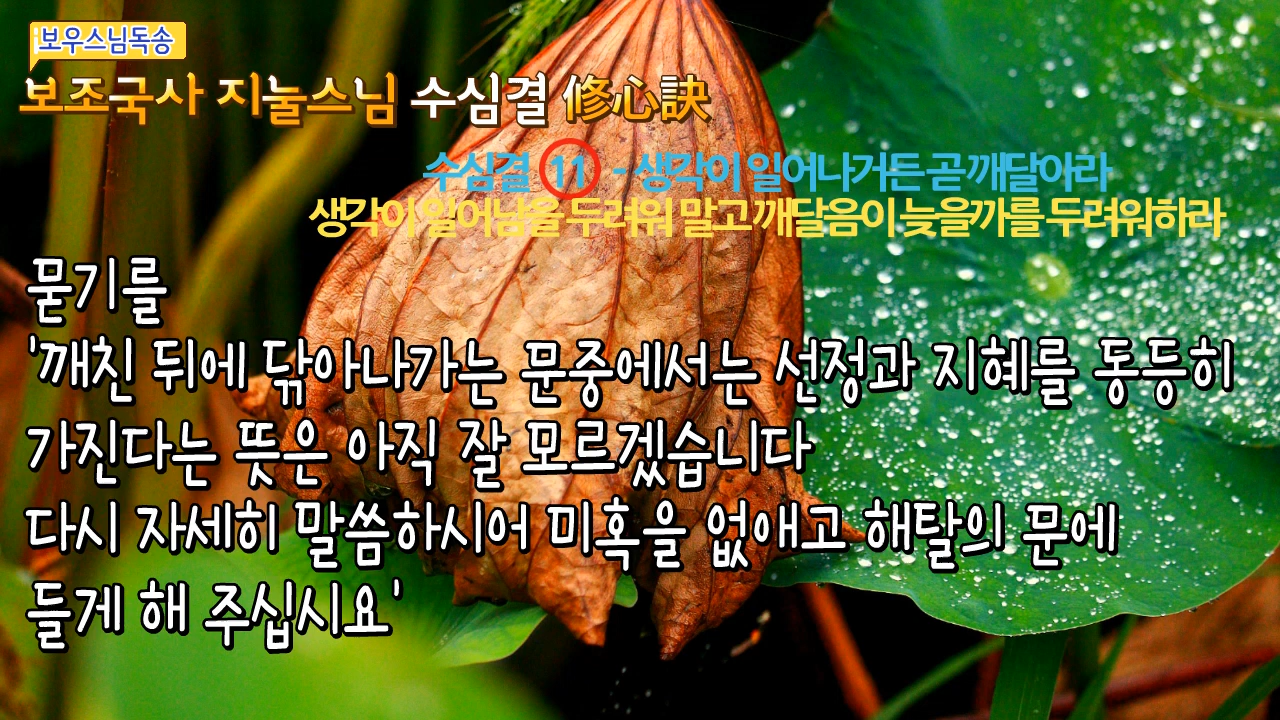 보우스님독송
보조국사 지눌스님 수심결 修心訣
수심결 11 - 생각이 일어나거든 곧 깨달아라
생각이 일어남을 두려워 말고 깨달음이 늦을까를 두려워하라
묻기를
'깨친 뒤에 닦아나가는 문중에서는 선정과 지혜를 동등히
가진다는 뜻은 아직 잘 모르겠습니다
다시 자세히 말씀하시어 미혹을 없애고 해탈의 문에
들게 해 주십시요'